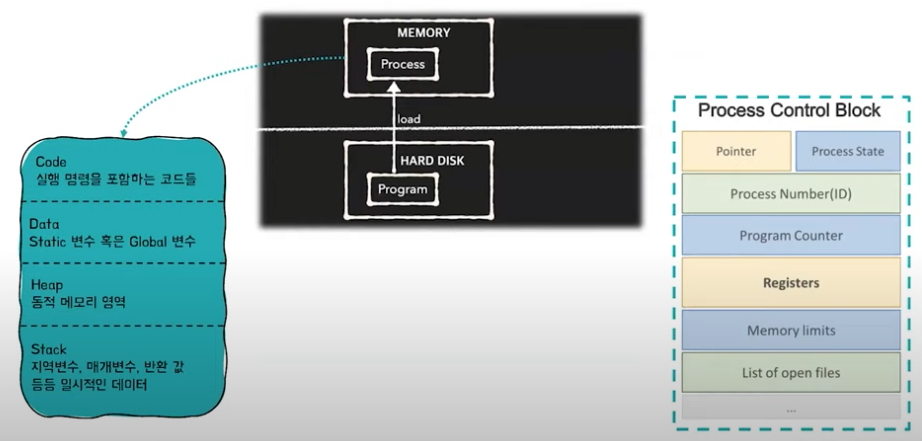 MEMORY
Process
load
HARD DISK
Program
Code
실행 명령을 포함하는 코드들
Data
Static 변수 혹은 Global 변수
Heap
동적 메모리 영역
Stack
지역변수, 매개변수, 반환 값
등등 일시적인 데이터
Process Control Block
Pointer
Process State
Process Number(ID)
Program Counter
Registers
Memory limits
List of open files
...